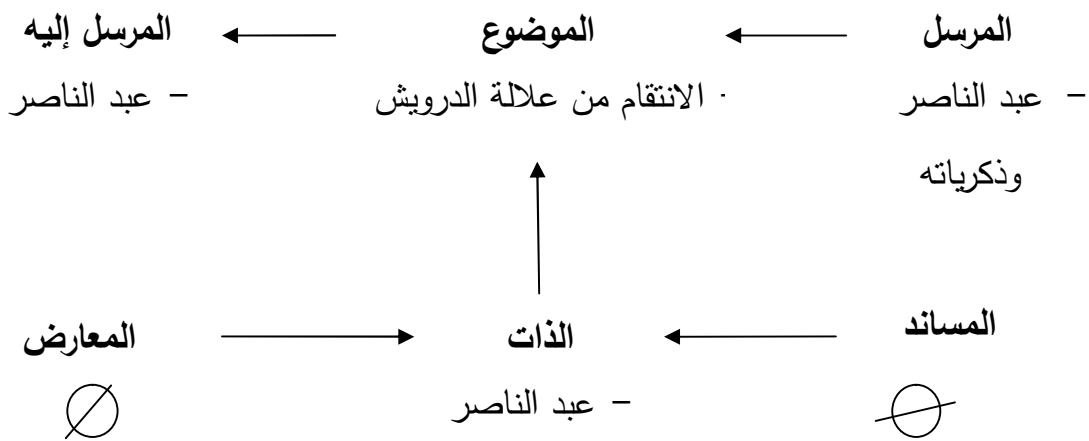 المرسل الموضوع المرسل إليه
– عبد الناصر · الانتقام من علالة الدرويش – عبد الناصر
وذكرياته
المساند الذات المعارض
– عبد الناصر